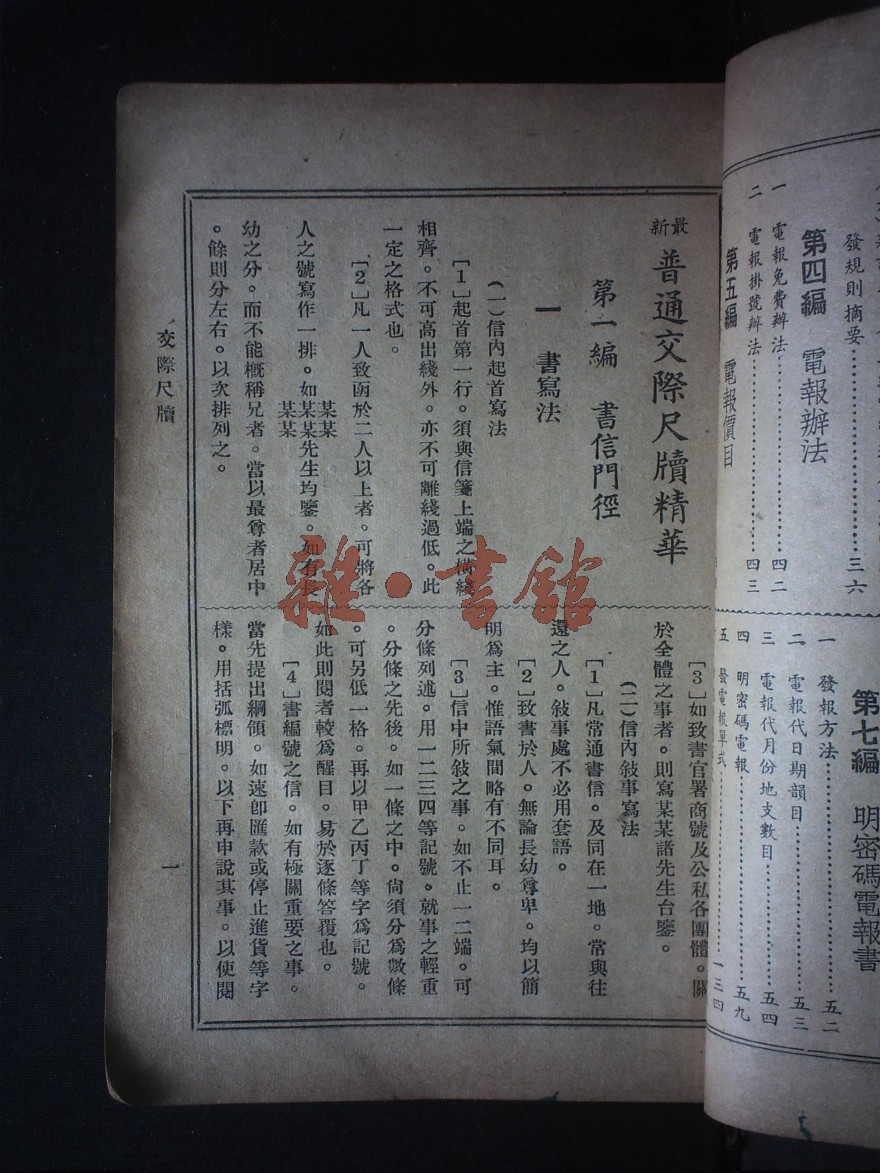 發規則摘要⋯⋯三六
第四編　電報辦法
一　電報免費辦法⋯⋯四二
二　電報掛號辦法⋯⋯四三
第五編　電報價目
第七編　明密碼電報書
一　發報方法⋯⋯五二
二　電報代日期韻目⋯⋯五三
三　電報代月份地支數目⋯⋯五四
四　明密碼電報⋯⋯五九
五　發電報單式⋯⋯一三四
最新普通交際尺牘精華
第一編　書信門徑
一　書寫法
(一)信內起首寫法
[1]起首第一行。須與信箋上端之橫綫
相齊。不可高出綫外。亦不可離綫過低。此
一定之格式也。
[2]凡一人致函於二人以上者。可將各
人之號寫作一排。如某某某某某某先生均鑒。如有長
幼之分。而不能概稱兄者。當以最尊者居中
。餘則分左右。以次排列之。
[3]如致書官署商號及公私各團體。關
於全體之事者。則寫某某諸先生台鑒。
(二)信內敍事寫法
[1]凡常通書信。及同在一地。常與往
還之人。敍事處不必用套語。
[2]致書於人。無論長幼尊卑。均以簡
明爲主。惟語氣間略有不同耳。
[3]信中所敍之事。如不止一二端。可
分條列述。用一二三四等記號。就事之輕重
。分條之先後。如一條之中。尙須分爲數條
。可另低一格。再以甲乙丙丁等字爲記號。
如此則閱者較爲醒目。易於逐條答覆也。
[4]書編號之信。如有極關重要之事。
當先提出綱領。如速卽匯款或停止進貨等字
樣。用括弧標明。以下再申說其事。以使閱
交際尺牘
一
雜·書館